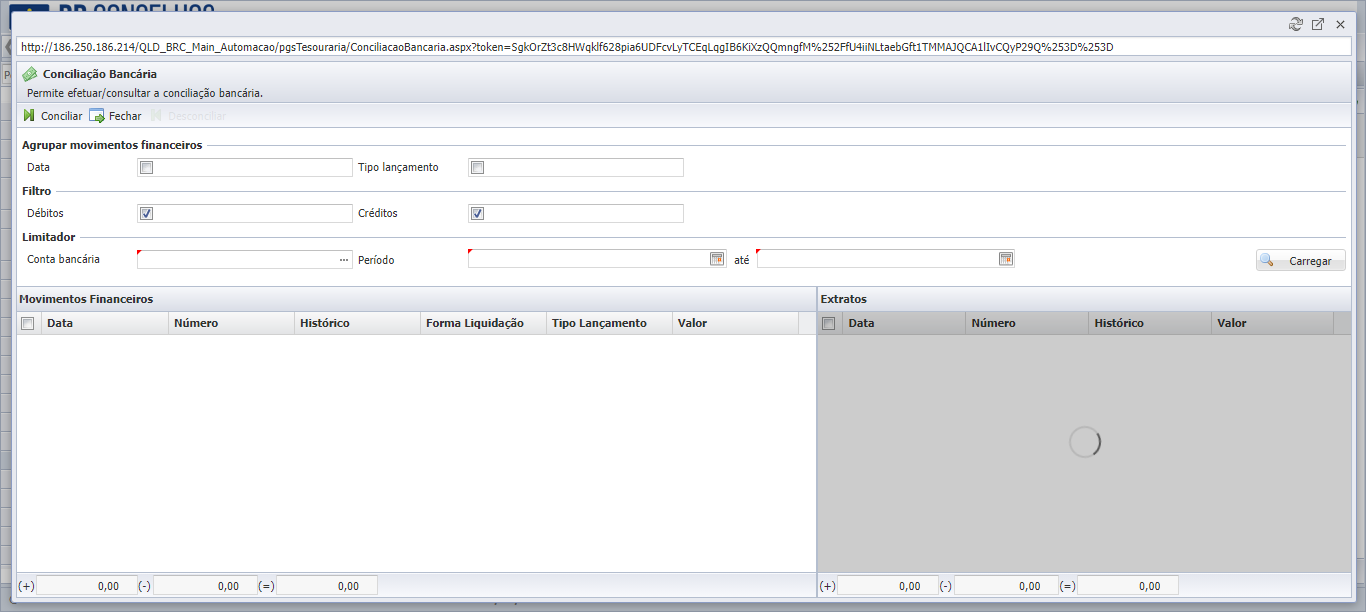 BR CONSELHOS
http://186.250.186.214/QLD_BRC_Main_Automacao/pgsTesouraria/ConciliacaoBancaria.aspx?token=SgkOrZt3c8HWqklf628pia6UDFcvLyTCEqLqgIB6KiXzQQmngfM%252FfU4iiNLtaebGft1TMMAJQCA1lIvCQyP29Q%253D%253D
Conciliação Bancária
Permite efetuar/consultar a conciliação bancária.
Conciliar Fechar Desconciliar
Agrupar movimentos financeiros
Data Tipo lançamento
Filtro
Débitos Créditos
Limitador
Conta bancária ... Período até Carregar
Movimentos Financeiros Extratos
Data Número Histórico Forma Liquidação Tipo Lançamento Valor Data Número Histórico Valor
(+) 0,00 (-) 0,00 (=) 0,00 (+) 0,00 (-) 0,00 (=) 0,00